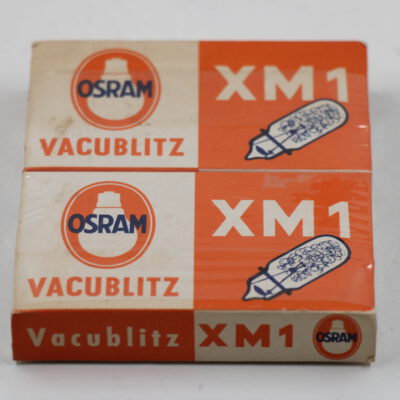 OSRAM
XM1
VACUBLITZ
OSRAM
XM1
VACUBLITZ
Vacublitz XM1 OSRAM